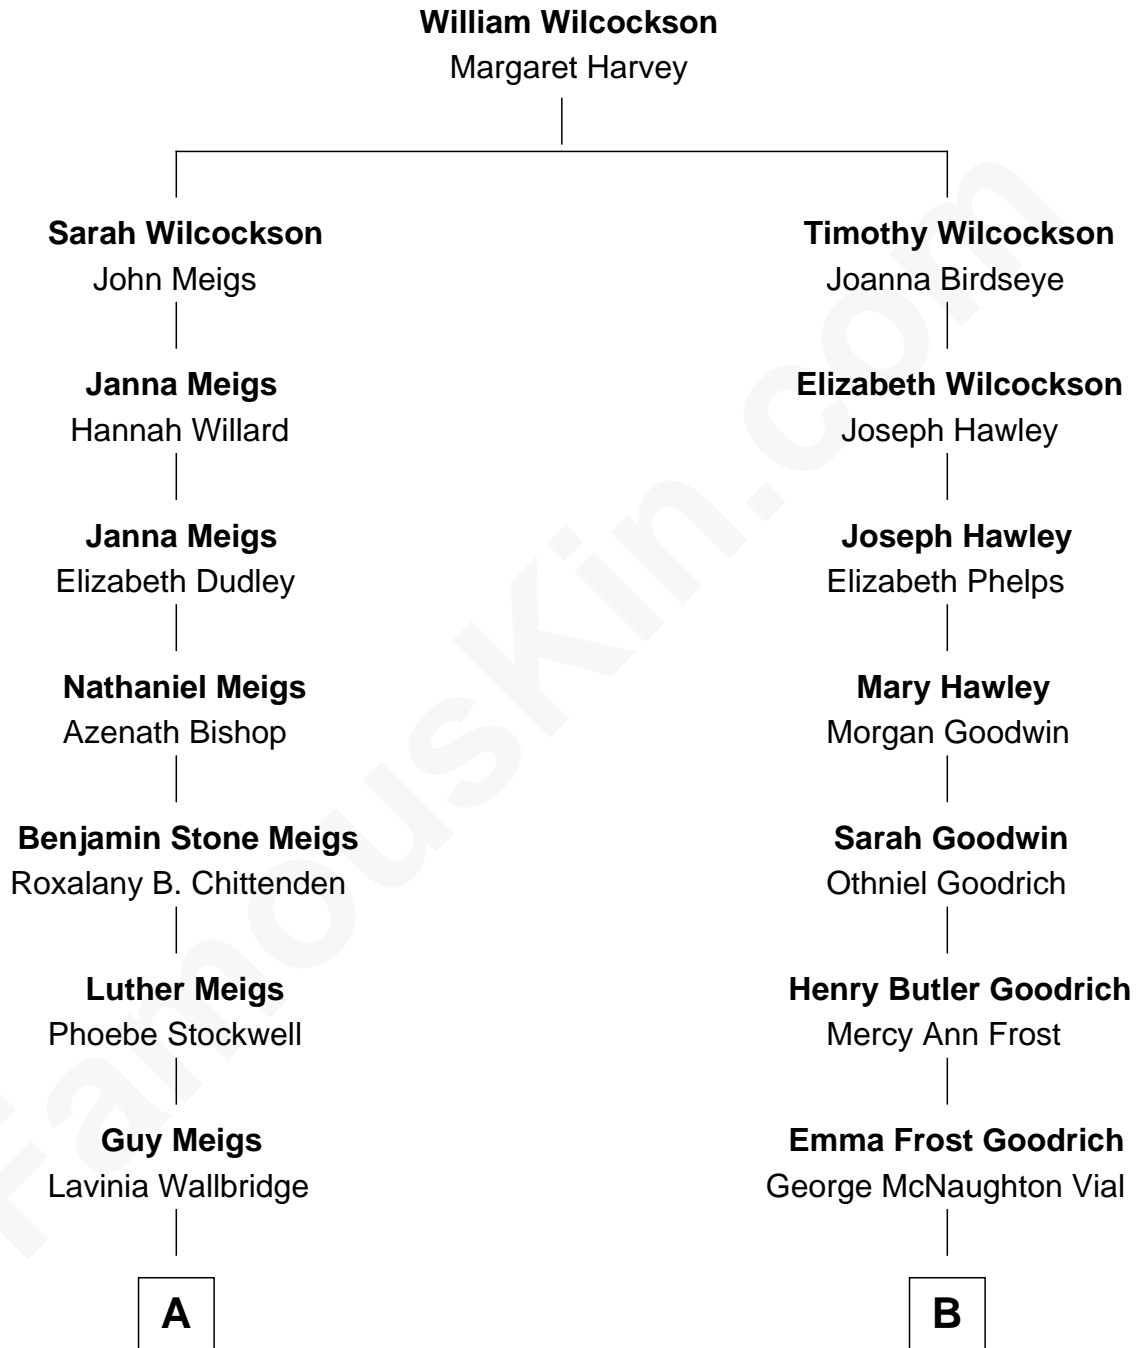 William Wilcockson
Margaret Harvey
Sarah Wilcockson
John Meigs
Timothy Wilcockson
Joanna Birdseye
Janna Meigs
Hannah Willard
Elizabeth Wilcockson
Joseph Hawley
Janna Meigs
Elizabeth Dudley
Joseph Hawley
Elizabeth Phelps
Nathaniel Meigs
Azenath Bishop
Mary Hawley
Morgan Goodwin
Benjamin Stone Meigs
Roxalany B. Chittenden
Sarah Goodwin
Othniel Goodrich
Luther Meigs
Phoebe Stockwell
Henry Butler Goodrich
Mercy Ann Frost
Guy Meigs
Lavinia Wallbridge
Emma Frost Goodrich
George McNaughton Vial
A
B
FamousKin.com